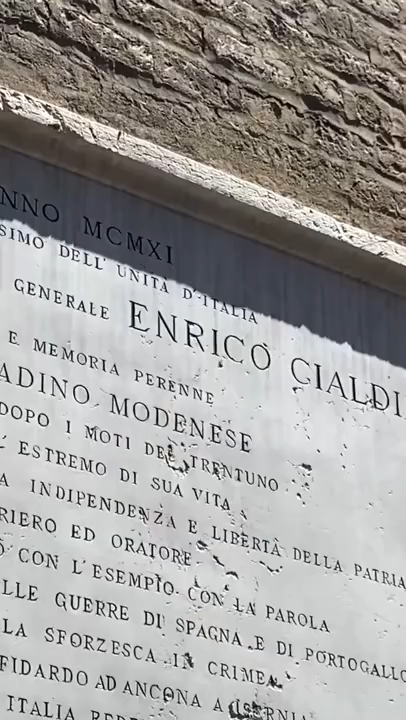 NNO MCMXI
SIMO DELL' UNITÀ D'ITALIA
GENERALE ENRICO CIALDI
E MEMORIA PERENNE
ADINO MODENESE
DOPO I MOTI DEL TRENTUNO
ESTREMO DI SUA VITA
A INDIPENDENZA E LIBERTÀ DELLA PATRIA
RIERO ED ORATORE
Ò CON L'ESEMPIO CON LA PAROLA
LLE GUERRE DI SPAGNA E DI PORTOGALLO
LA SFORZESCA IN CRIMEA
FIDARDO AD ANCONA A ISERNIA
ITALIA